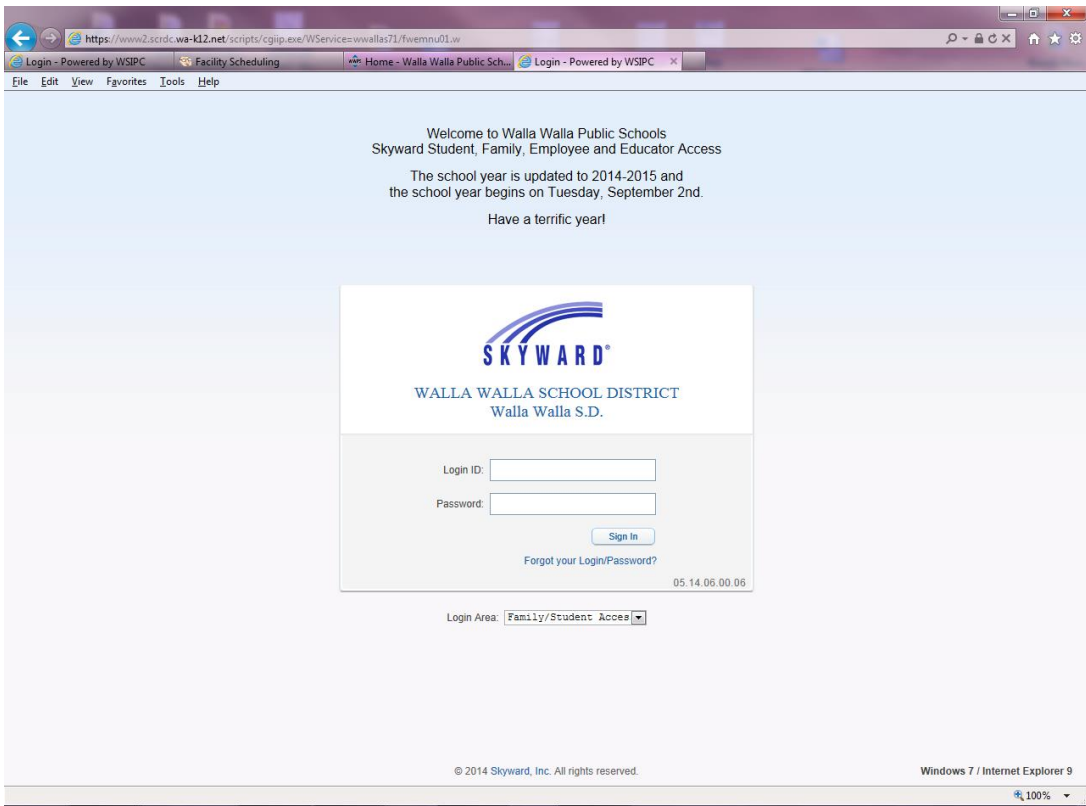 https://www2.scrdc.wa-k12.net/scripts/cgiip.exe/WService=wwallas71/fwemnu01.w
Login - Powered by WSIPC
Facility Scheduling
Home - Walla Walla Public Sch...
Login - Powered by WSIPC
File Edit View Favorites Tools Help
Welcome to Walla Walla Public Schools
Skyward Student, Family, Employee and Educator Access
The school year is updated to 2014-2015 and
the school year begins on Tuesday, September 2nd.
Have a terrific year!
SKYWARD®
WALLA WALLA SCHOOL DISTRICT
Walla Walla S.D.
Login ID:
Password:
Sign In
Forgot your Login/Password?
05.14.06.00.06
Login Area: Family/Student Acces
© 2014 Skyward, Inc. All rights reserved.
Windows 7 / Internet Explorer 9
100%